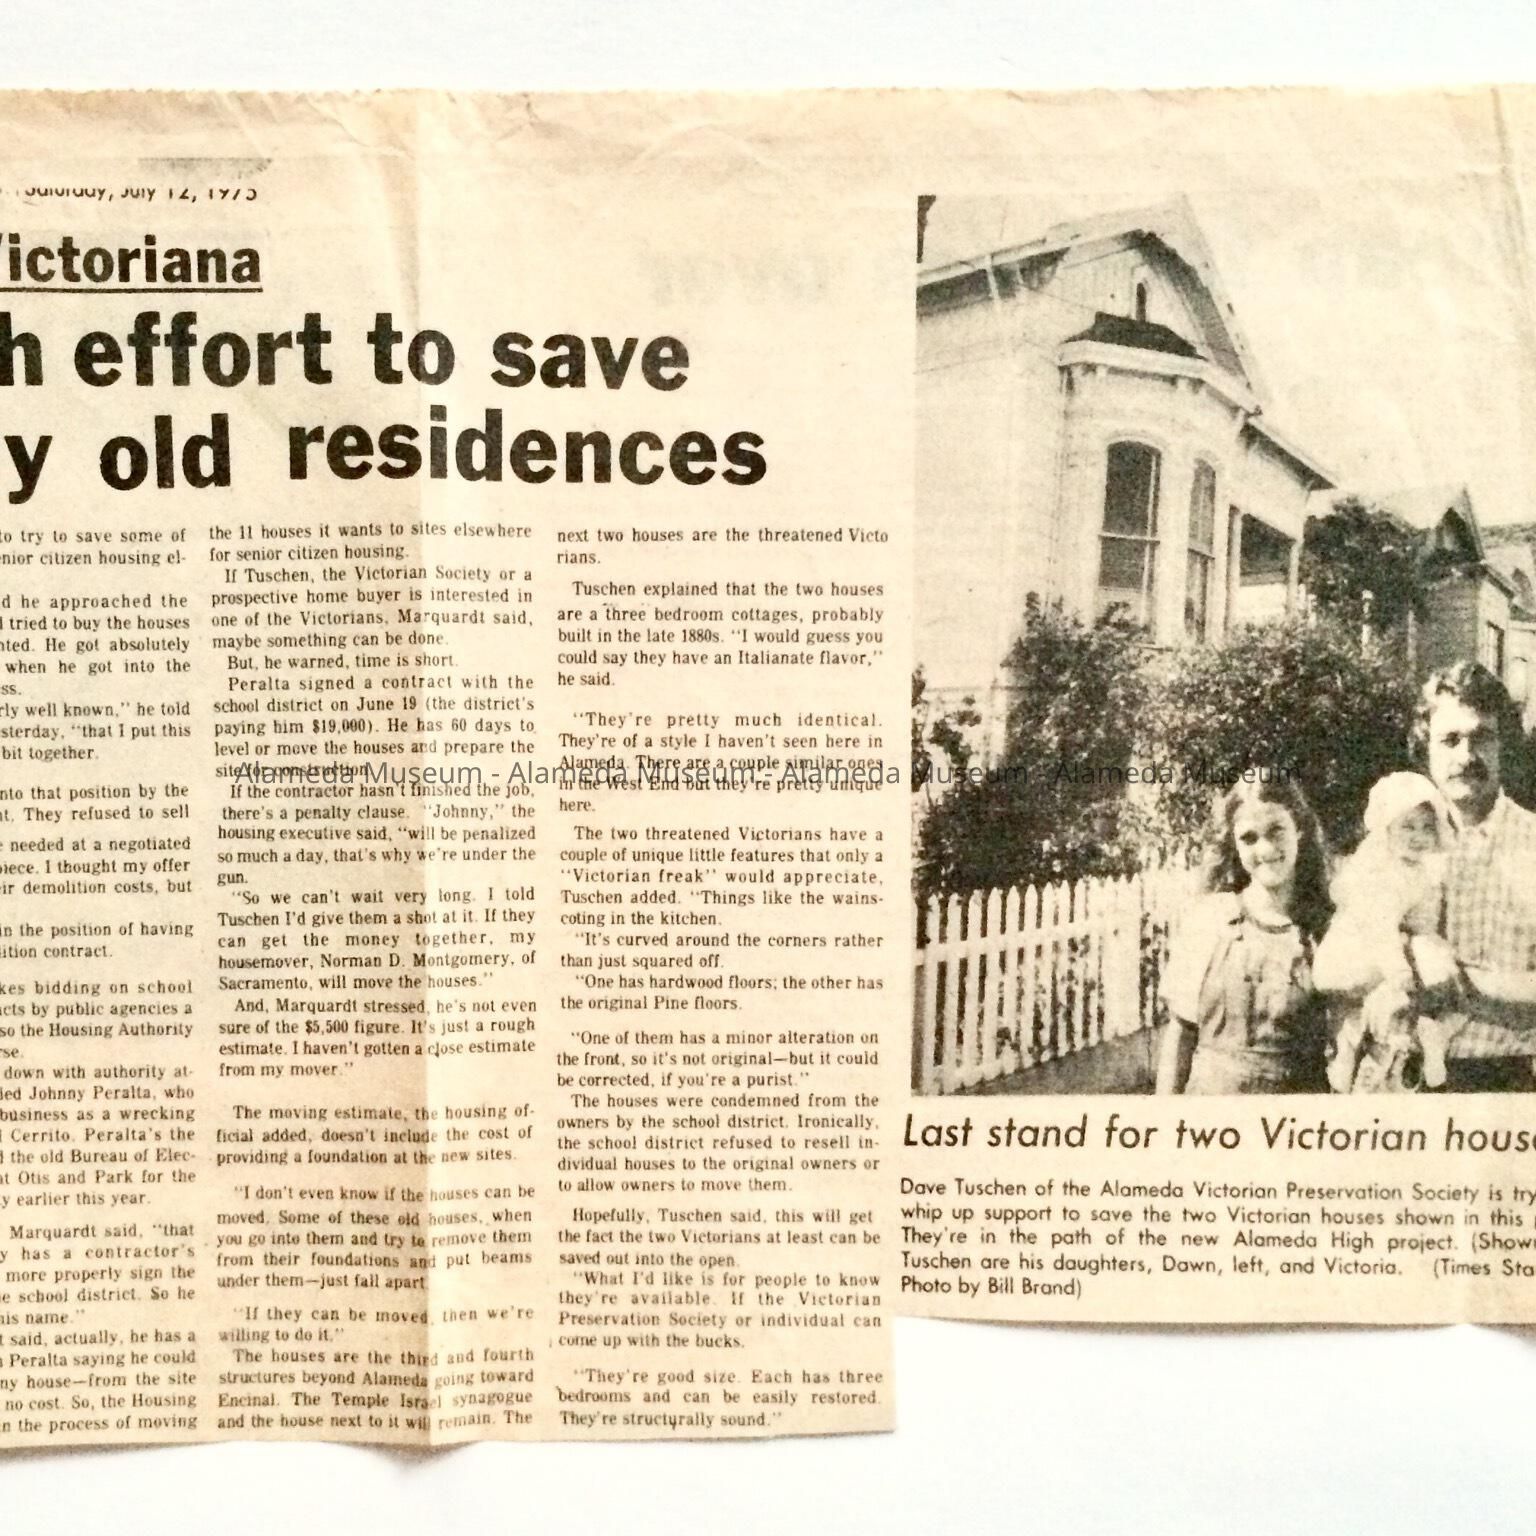 Saturday, July 12, 1975
Victoriana
h effort to save
y old residences
to try to save some of
enior citizen housing el-
d he approached the
l tried to buy the houses
nted. He got absolutely
when he got into the
ss.
rly well known," he told
sterday, "that I put this
bit together.
nto that position by the
nt. They refused to sell
e needed at a negotiated
piece. I thought my offer
eir demolition costs, but
in the position of having
lition contract.
kes bidding on school
acts by public agencies a
so the Housing Authority
rse.
down with authority at-
led Johnny Peralta, who
business as a wrecking
l Cerrito. Peralta's the
d the old Bureau of Elec-
at Otis and Park for the
y earlier this year.
Marquardt said, "that
y has a contractor's
more properly sign the
e school district. So he
his name."
t said, actually, he has a
Peralta saying he could
ny house—from the site
no cost. So, the Housing
n the process of moving
the 11 houses it wants to sites elsewhere
for senior citizen housing.
If Tuschen, the Victorian Society or a
prospective home buyer is interested in
one of the Victorians, Marquardt said,
maybe something can be done.
But, he warned, time is short.
Peralta signed a contract with the
school district on June 19 (the district's
paying him $19,000). He has 60 days to
level or move the houses and prepare the
site for construction.
If the contractor hasn't finished the job,
there's a penalty clause. "Johnny," the
housing executive said, "will be penalized
so much a day, that's why we're under the
gun.
"So we can't wait very long. I told
Tuschen I'd give them a shot at it. If they
can get the money together, my
housemover, Norman D. Montgomery, of
Sacramento, will move the houses."
And, Marquardt stressed, he's not even
sure of the $5,500 figure. It's just a rough
estimate. I haven't gotten a close estimate
from my mover."
The moving estimate, the housing of-
ficial added, doesn't include the cost of
providing a foundation at the new sites.
"I don't even know if the houses can be
moved. Some of these old houses, when
you go into them and try to remove them
from their foundations and put beams
under them—just fall apart.
"If they can be moved, then we're
willing to do it."
The houses are the third and fourth
structures beyond Alameda going toward
Encinal. The Temple Israel synagogue
and the house next to it will remain. The
next two houses are the threatened Victo
rians.
Tuschen explained that the two houses
are a three bedroom cottages, probably
built in the late 1880s. "I would guess you
could say they have an Italianate flavor,"
he said.
"They're pretty much identical.
They're of a style I haven't seen here in
Alameda. There are a couple similar ones
in the West End but they're pretty unique
here.
The two threatened Victorians have a
couple of unique little features that only a
"Victorian freak" would appreciate,
Tuschen added. "Things like the wains-
coting in the kitchen.
"It's curved around the corners rather
than just squared off.
"One has hardwood floors; the other has
the original Pine floors.
"One of them has a minor alteration on
the front, so it's not original—but it could
be corrected, if you're a purist."
The houses were condemned from the
owners by the school district. Ironically,
the school district refused to resell in-
dividual houses to the original owners or
to allow owners to move them.
Hopefully, Tuschen said, this will get
the fact the two Victorians at least can be
saved out into the open.
"What I'd like is for people to know
they're available. If the Victorian
Preservation Society or individual can
come up with the bucks.
"They're good size. Each has three
bedrooms and can be easily restored.
They're structurally sound."
Last stand for two Victorian house
Dave Tuschen of the Alameda Victorian Preservation Society is try
whip up support to save the two Victorian houses shown in this
They're in the path of the new Alameda High project. (Show
Tuschen are his daughters, Dawn, left, and Victoria. (Times Sta
Photo by Bill Brand)
Alameda Museum - Alameda Museum - Alameda Museum - Alameda Museum